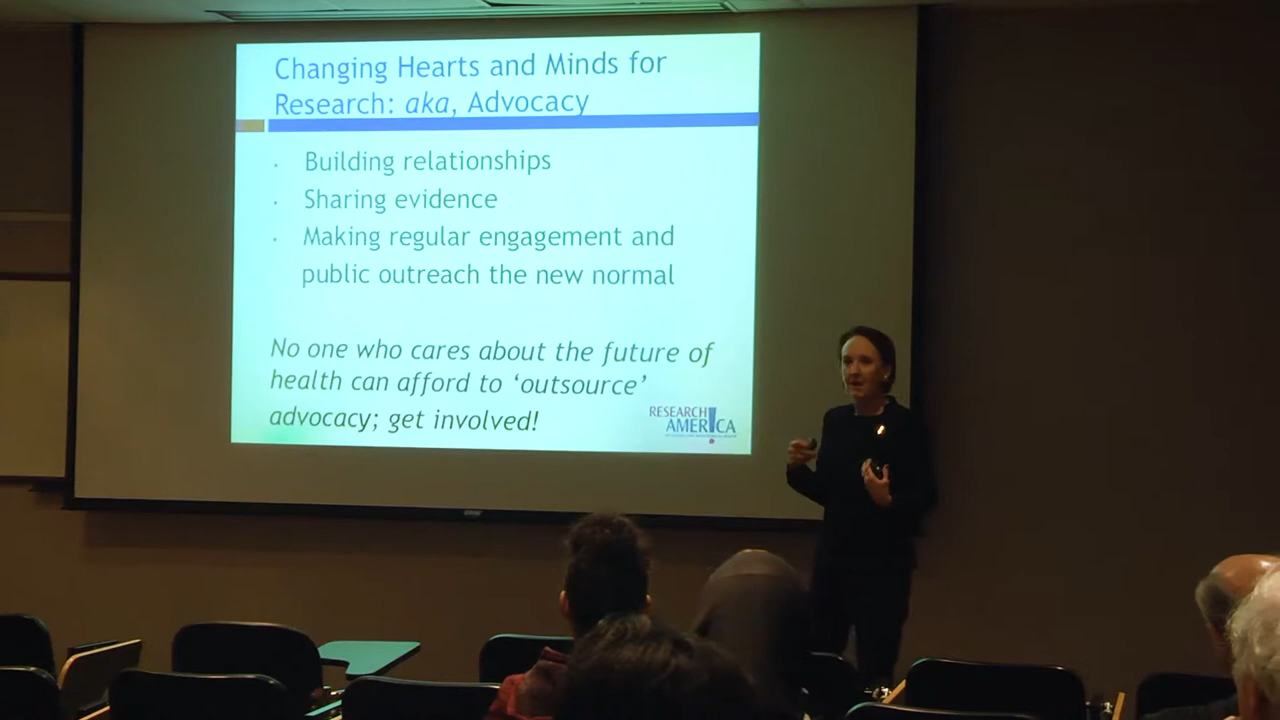 Changing Hearts and Minds for
Research: aka, Advocacy
· Building relationships
· Sharing evidence
· Making regular engagement and
public outreach the new normal
No one who cares about the future of
health can afford to ‘outsource’
advocacy; get involved!
RESEARCH
AMER!CA